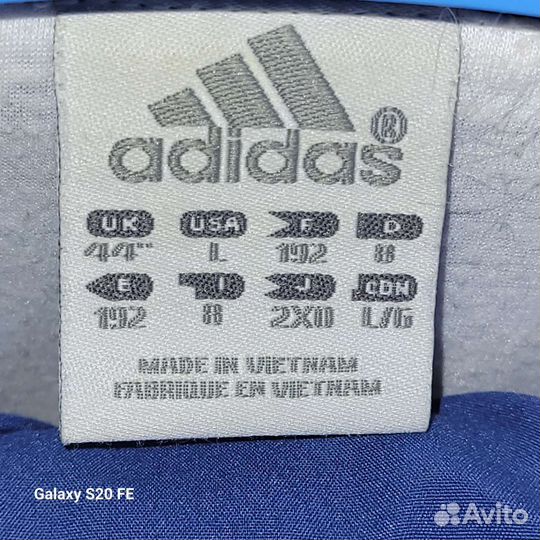 adidas®
UK USA F D
44" L 192 8
E I J CDN
192 8 2XO L/G
MADE IN VIETNAM
FABRIQUE EN VIETNAM
Galaxy S20 FE
Avito